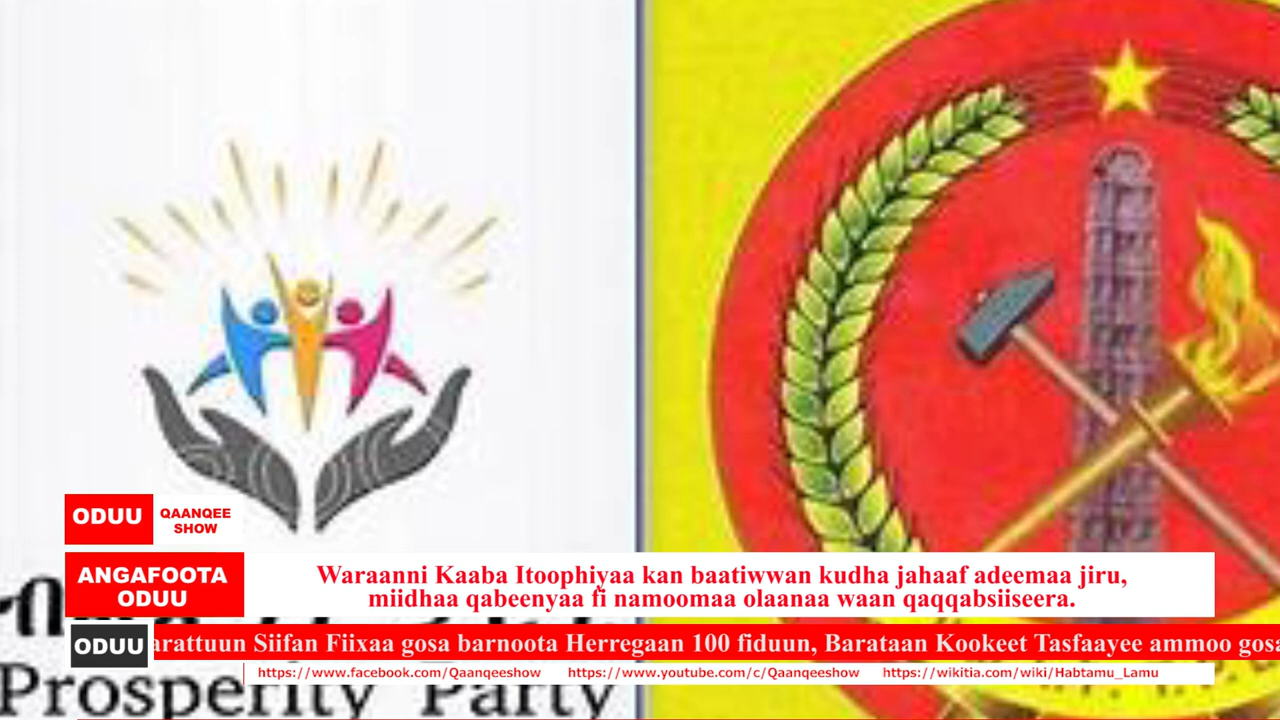 ODUU
QAANQEE
SHOW
ANGAFOOTA
ODUU
Waraanni Kaaba Itoophiyaa kan baatiwwan kudha jahaaf adeemaa jiru,
miidhaa qabeenyaa fi namoomaa olaanaa waan qaqqabsiiseera.
ODUU
arattuun Siifan Fiixaa gosa barnoota Herregaan 100 fiduun, Barataan Kookeet Tasfaayee ammoo gosa
https://www.facebook.com/Qaanqeeshow https://www.youtube.com/c/Qaanqeeshow https://wikitia.com/wiki/Habtamu_Lamu
Prosperity Party